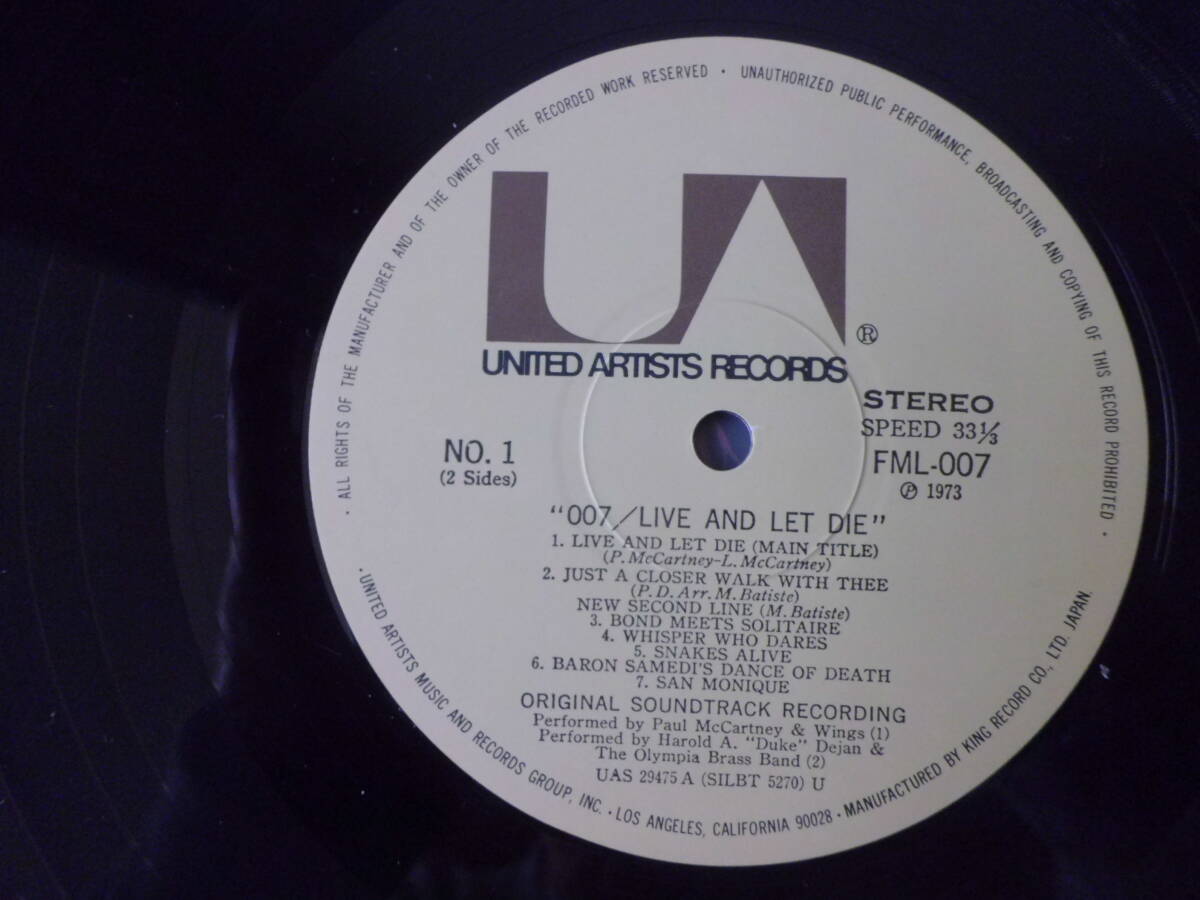 · ALL RIGHTS OF THE MANUFACTURER AND OF THE OWNER OF THE RECORDED WORK RESERVED · UNAUTHORIZED PUBLIC PERFORMANCE, BROADCASTING AND COPYING OF THIS RECORD PROHIBITED ·
UA
®
UNITED ARTISTS RECORDS
STEREO
SPEED 33⅓
NO. 1
FML-007
(2 Sides)
℗ 1973
"007/LIVE AND LET DIE"
1. LIVE AND LET DIE (MAIN TITLE)
(P. McCartney-L. McCartney)
2. JUST A CLOSER WALK WITH THEE
(P. D. Arr. M. Batiste)
NEW SECOND LINE (M. Batiste)
3. BOND MEETS SOLITAIRE
4. WHISPER WHO DARES
5. SNAKES ALIVE
6. BARON SAMEDI'S DANCE OF DEATH
7. SAN MONIQUE
ORIGINAL SOUNDTRACK RECORDING
Performed by Paul McCartney & Wings (1)
Performed by Harold A. "Duke" Dejan &
The Olympia Brass Band (2)
UAS 29475 A (SILBT 5270) U
· UNITED ARTISTS MUSIC AND RECORDS GROUP, INC. · LOS ANGELES, CALIFORNIA 90028 · MANUFACTURED BY KING RECORD CO., LTD. JAPAN.